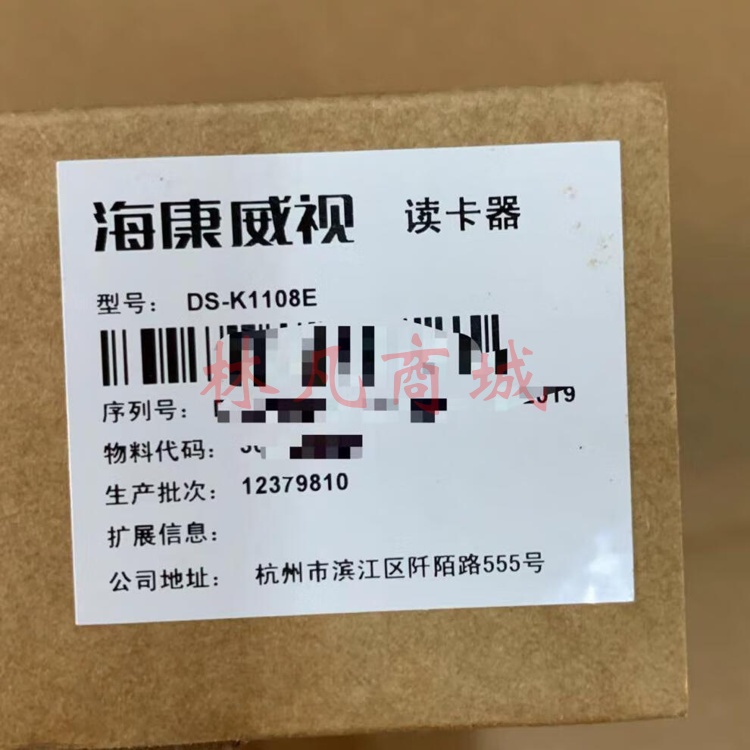 海康威视 读卡器
型号： DS-K1108E
林凡商城
序列号：
物料代码：
生产批次： 12379810
扩展信息：
公司地址： 杭州市滨江区阡陌路555号